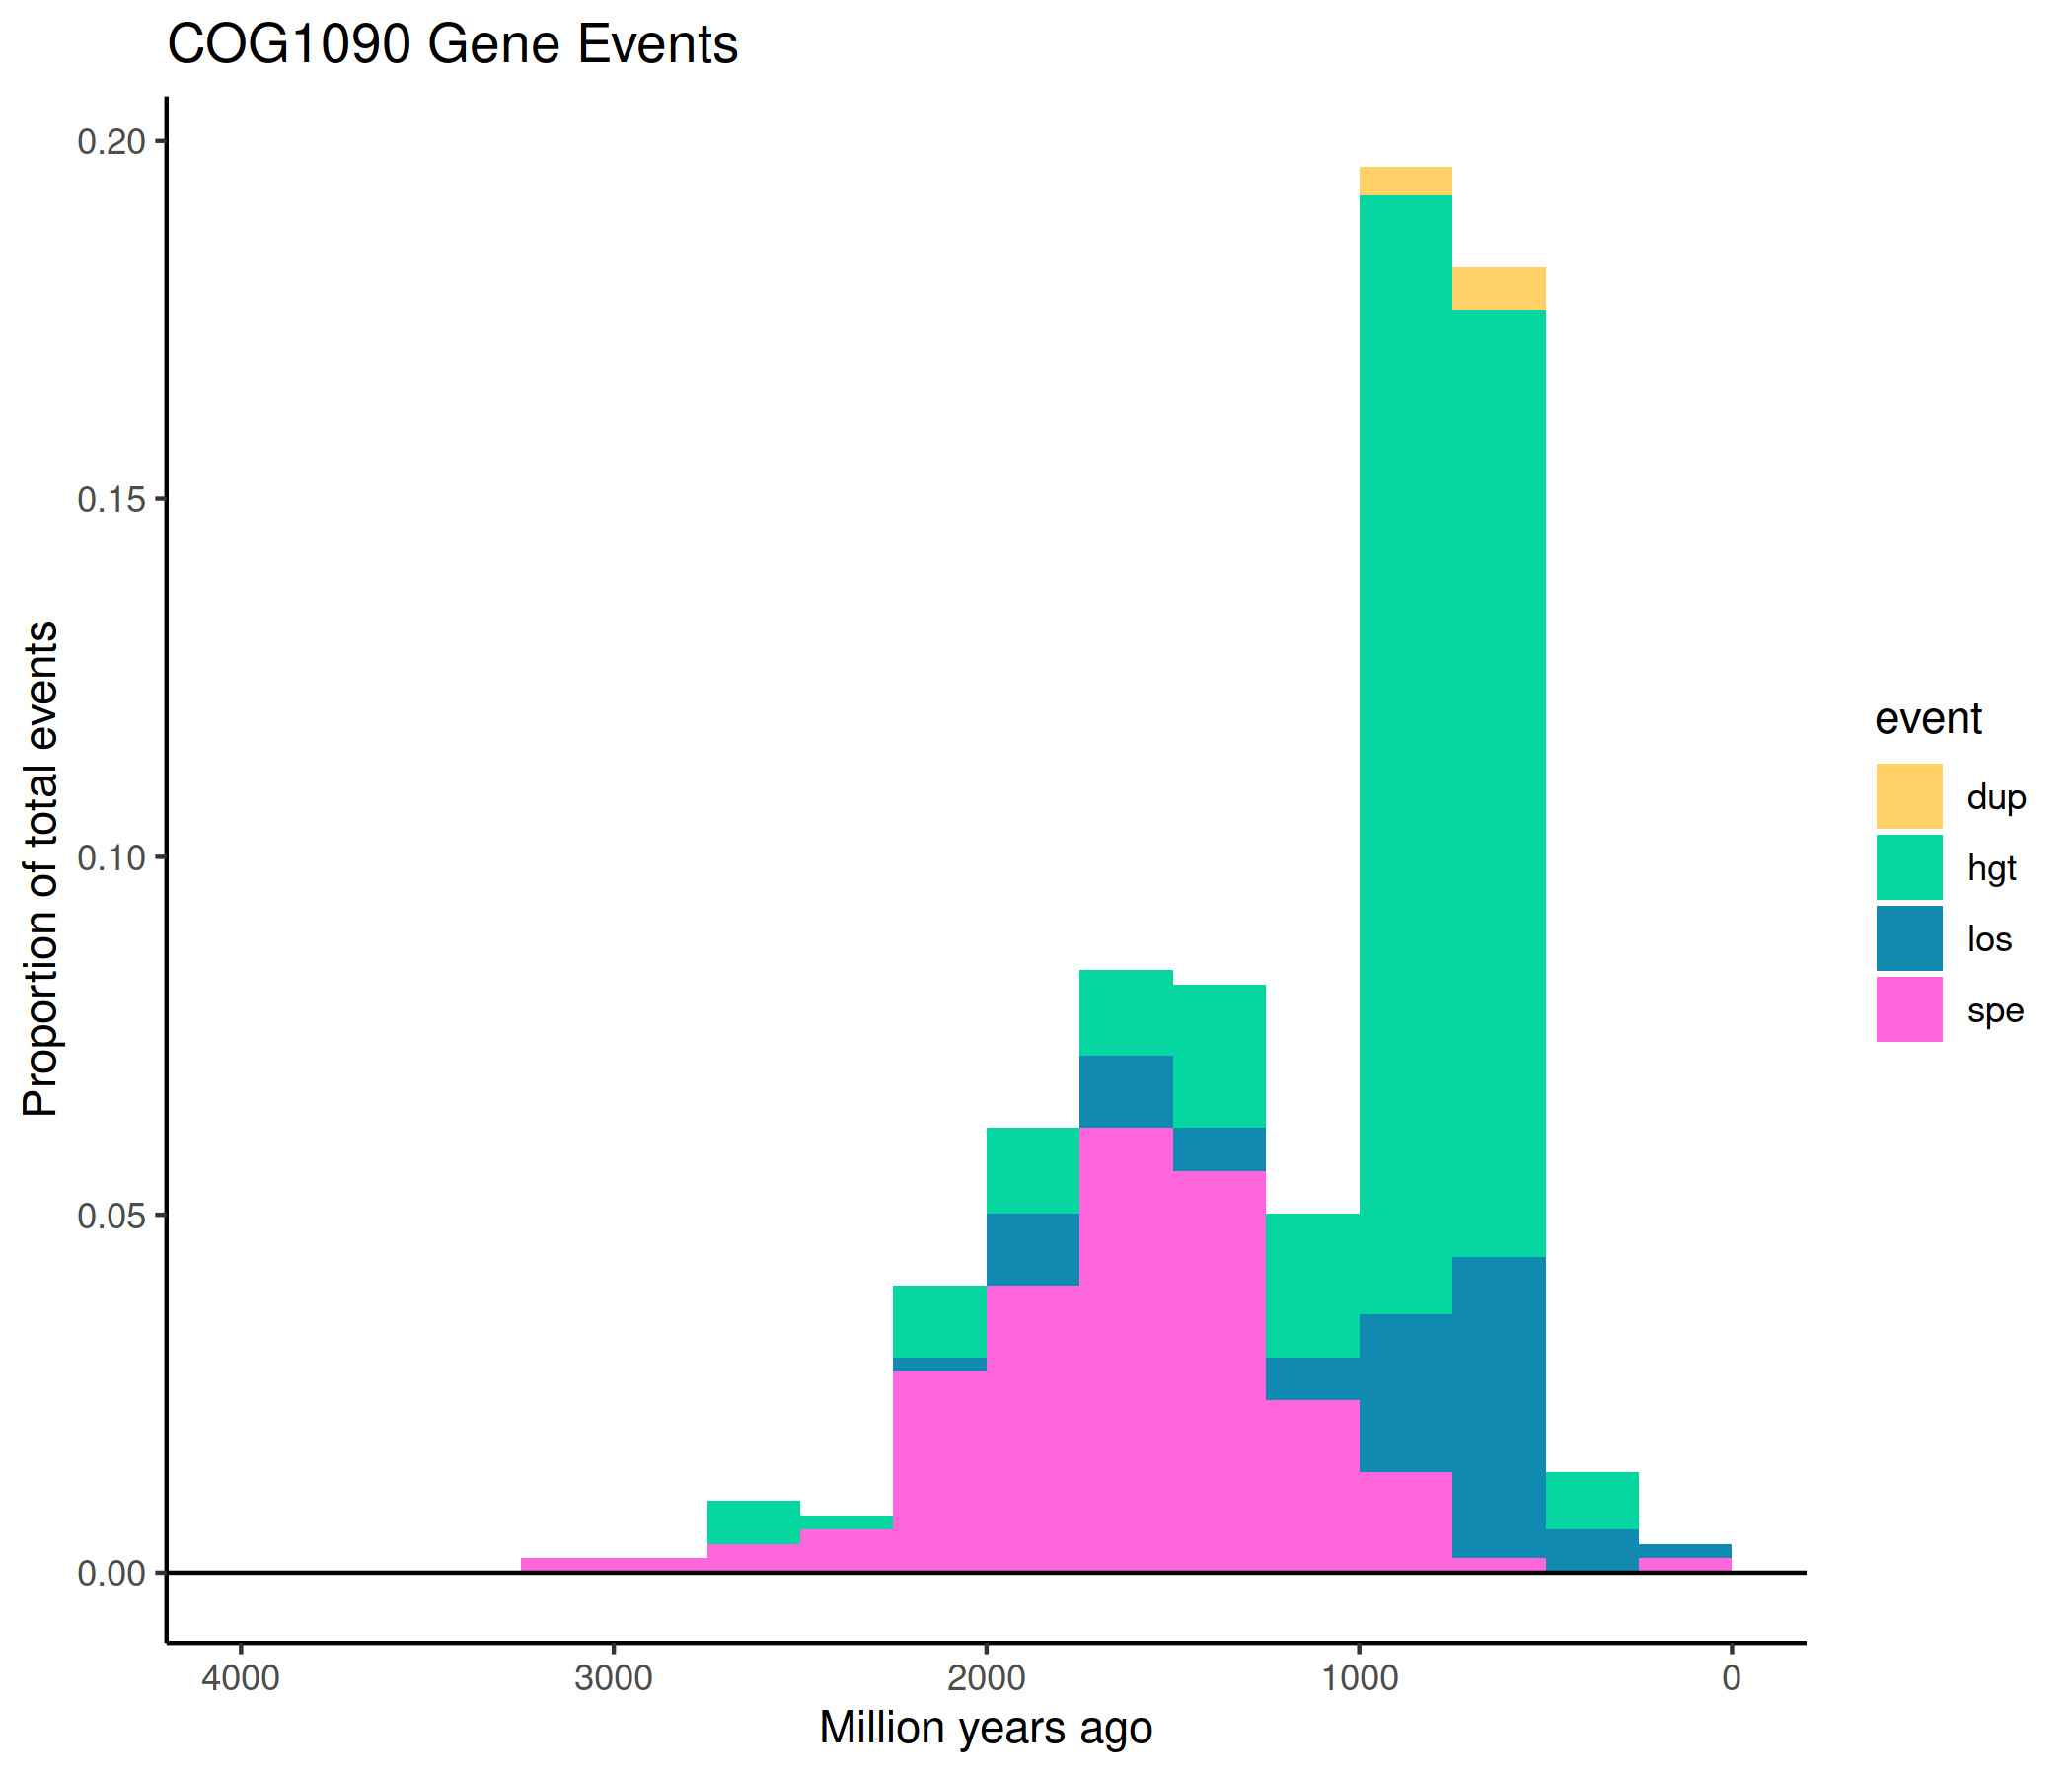 COG1090 Gene Events
0.20
0.15
0.10
0.05
0.00
Proportion of total events
4000 3000 2000 1000 0
Million years ago
event
dup
hgt
los
spe